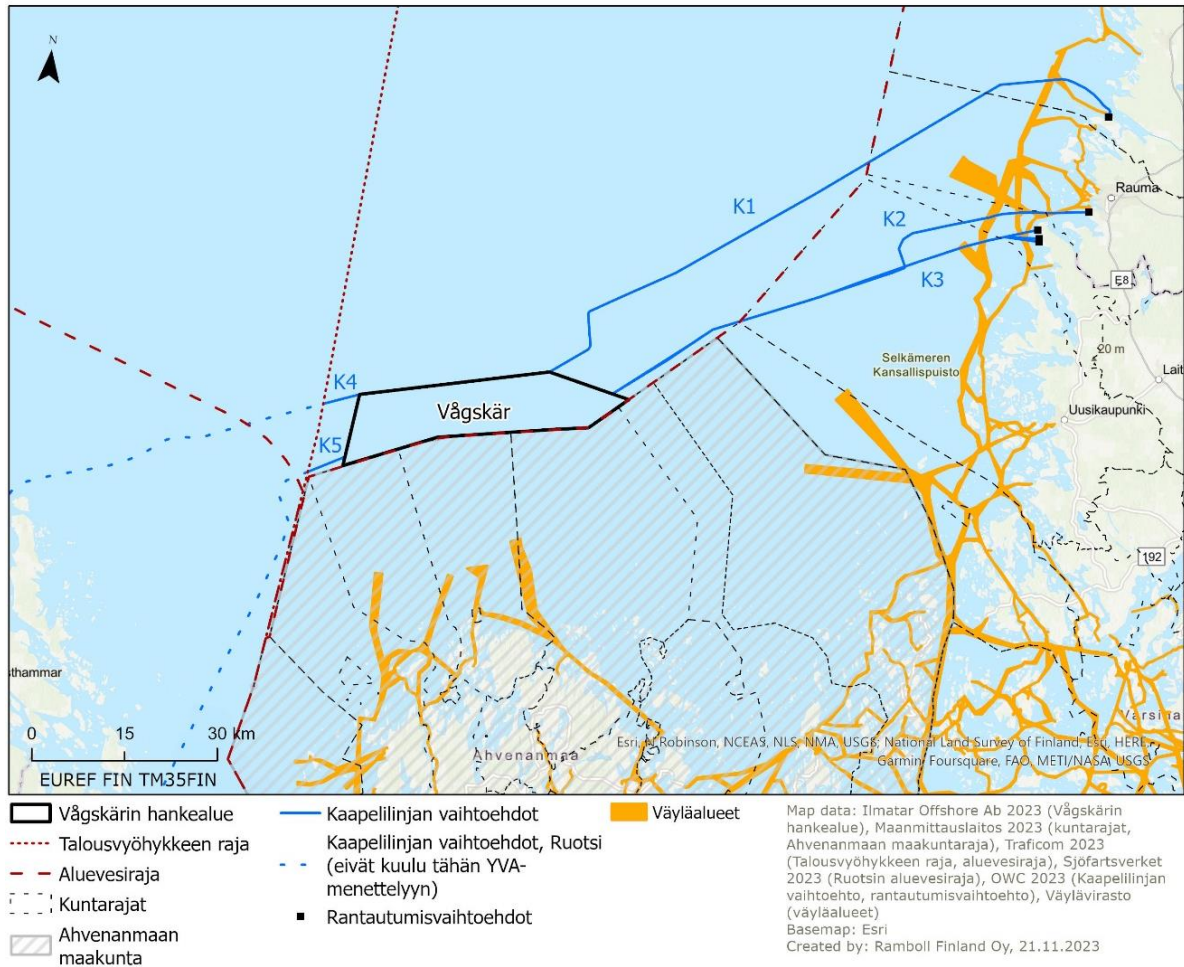 N
K1
Rauma
K2
K3
E8
20 m
Selkämeren
Kansallispuisto
Lait
K4
Vågskär
Uusikaupunki
K5
192
sthammar
Varsina
0 15 30 km
Ahvenanmaa
Esri, N Robinson, NCEAS, NLS, NMA, USGS; National Land Survey of Finland, Esri, HERE,
Garmin, Foursquare, FAO, METI/NASA, USGS
EUREF FIN TM35FIN
Vågskärin hankealue
Talousvyöhykkeen raja
Aluevesiraja
Kuntarajat
Ahvenanmaan
maakunta
Kaapelilinjan vaihtoehdot
Kaapelilinjan vaihtoehdot, Ruotsi
(eivät kuulu tähän YVA-
menettelyyn)
Rantautumisvaihtoehdot
Väyläalueet
Map data: Ilmatar Offshore Ab 2023 (Vågskärin
hankealue), Maanmittauslaitos 2023 (kuntarajat,
Ahvenanmaan maakuntaraja), Traficom 2023
(Talousvyöhykkeen raja, aluevesiraja), Sjöfartsverket
2023 (Ruotsin aluevesiraja), OWC 2023 (Kaapelilinjan
vaihtoehto, rantautumisvaihtoehto), Väylävirasto
(väyläalueet)
Basemap: Esri
Created by: Ramboll Finland Oy, 21.11.2023